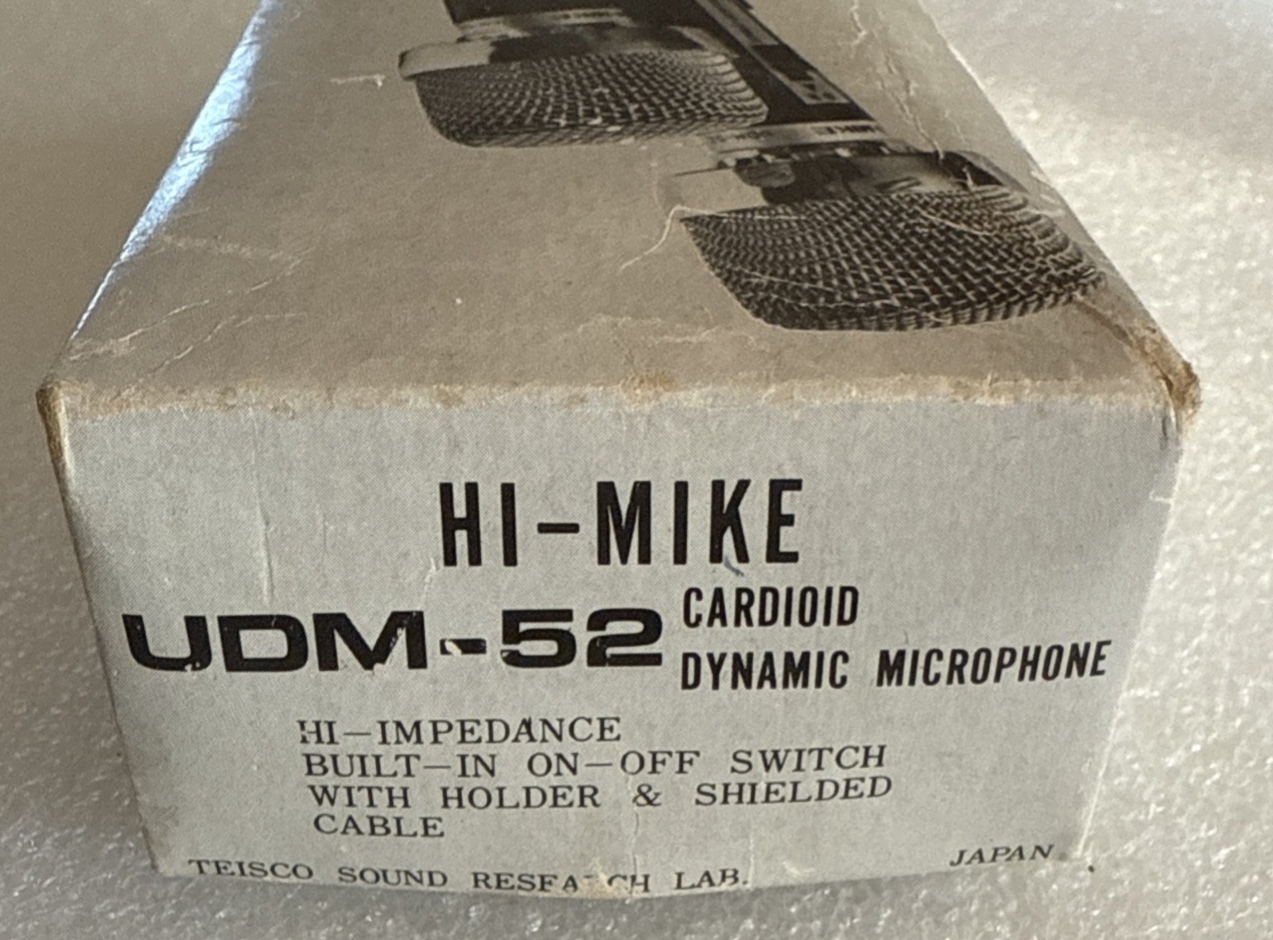 HI-MIKE
UDM-52 CARDIOID
DYNAMIC MICROPHONE
HI-IMPEDANCE
BUILT-IN ON-OFF SWITCH
WITH HOLDER & SHIELDED
CABLE
TEISCO SOUND RESEARCH LAB.
JAPAN